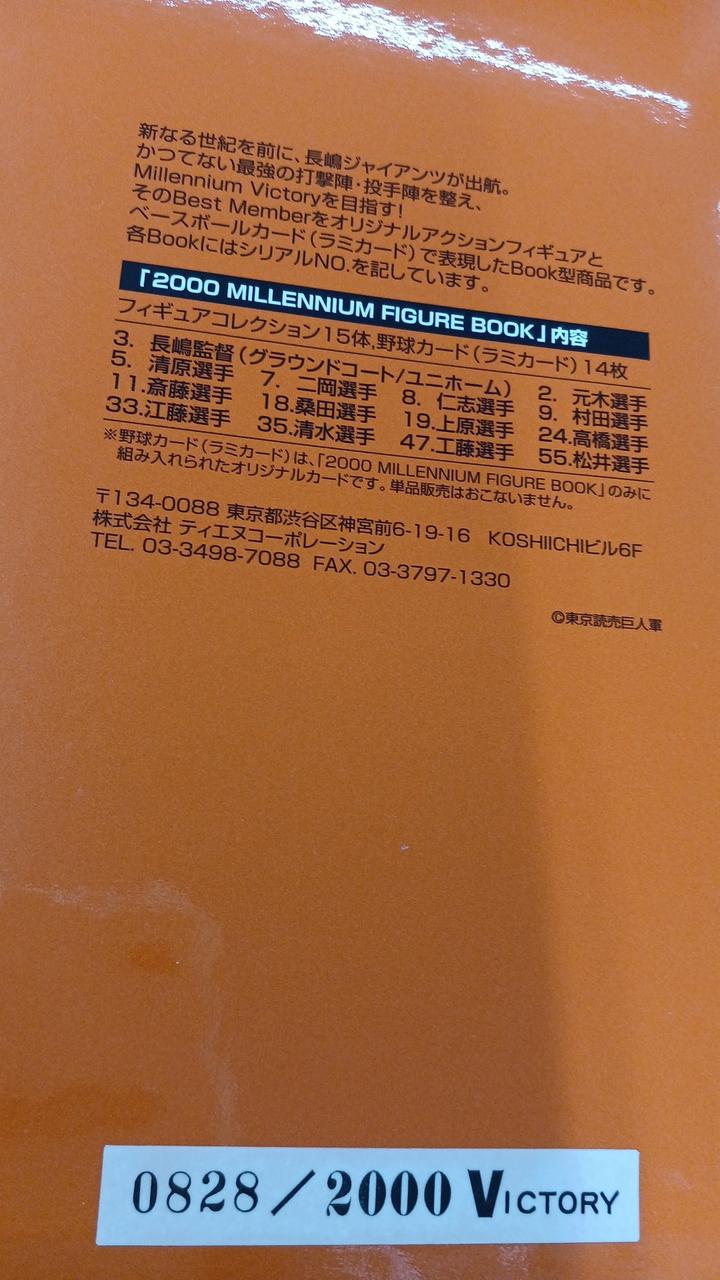 新なる世紀を前に、長嶋ジャイアンツが出航。
かつてない最強の打撃陣・投手陣を整え、
Millennium Victoryを目指す!
そのBest Memberをオリジナルアクションフィギュアと
ベースボールカード(ラミカード)で表現したBook型商品です。
各BookにはシリアルNO.を記しています。
「2000 MILLENNIUM FIGURE BOOK」内容
フィギュアコレクション15体,野球カード(ラミカード)14枚
3. 長嶋監督(グラウンドコート/ユニホーム) 2. 元木選手
5. 清原選手 7. 二岡選手 8. 仁志選手 9. 村田選手
11.斎藤選手 18.桑田選手 19.上原選手 24.高橋選手
33.江藤選手 35.清水選手 47.工藤選手 55.松井選手
※野球カード(ラミカード)は、「2000 MILLENNIUM FIGURE BOOK」のみに
組み入れられたオリジナルカードです。単品販売はおこないません。
〒134-0088 東京都渋谷区神宮前6-19-16 KOSHIICHIビル6F
株式会社 ティエヌコーポレーション
TEL. 03-3498-7088 FAX. 03-3797-1330
©東京読売巨人軍
0828/2000 VICTORY